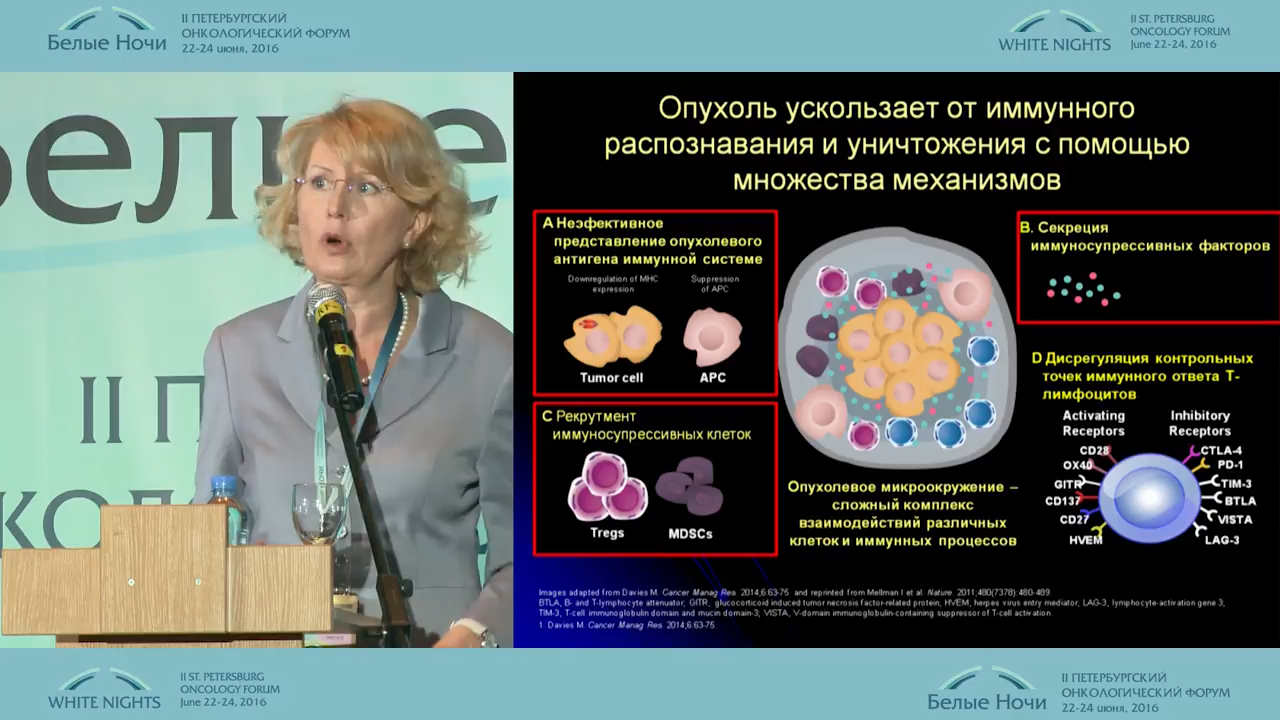 Белые Ночи
II ПЕТЕРБУРГСКИЙ
ОНКОЛОГИЧЕСКИЙ ФОРУМ
22-24 июня, 2016
WHITE NIGHTS
II ST. PETERSBURG
ONCOLOGY FORUM
June 22-24, 2016
Опухоль ускользает от иммунного
распознавания и уничтожения с помощью
множества механизмов
A Неэфективное
представление опухолевого
антигена иммунной системе
Downregulation of MHC
expression
Suppression
of APC
Tumor cell
APC
C Рекрутмент
иммуносупрессивных клеток
Tregs
MDSCs
Опухолевое микроокружение –
сложный комплекс
взаимодействий различных
клеток и иммунных процессов
B. Секреция
иммуносупрессивных факторов
D Дисрегуляция контрольных
точек иммунного ответа Т-
лимфоцитов
Activating
Receptors
Inhibitory
Receptors
CD28
OX40
GITR
CD137
CD27
HVEM
CTLA-4
PD-1
TIM-3
BTLA
VISTA
LAG-3
Images adapted from Davies M. Cancer Manag Res. 2014;6:63-75 and reprinted from Mellman I et al. Nature. 2011;480(7378):480-489.
BTLA, B- and T-lymphocyte attenuator; GITR, glucocorticoid induced tumor necrosis factor-related protein; HVEM, herpes virus entry mediator; LAG-3, lymphocyte-activation gene 3;
TIM-3, T-cell immunoglobulin domain and mucin domain-3; VISTA, V-domain immunoglobulin-containing suppressor of T-cell activation.
1. Davies M. Cancer Manag Res. 2014;6:63-75.
II П
WHITE NIGHTS
II ST. PETERSBURG
ONCOLOGY FORUM
June 22-24, 2016
Белые Ночи
II ПЕТЕРБУРГСКИЙ
ОНКОЛОГИЧЕСКИЙ ФОРУМ
22-24 июня, 2016